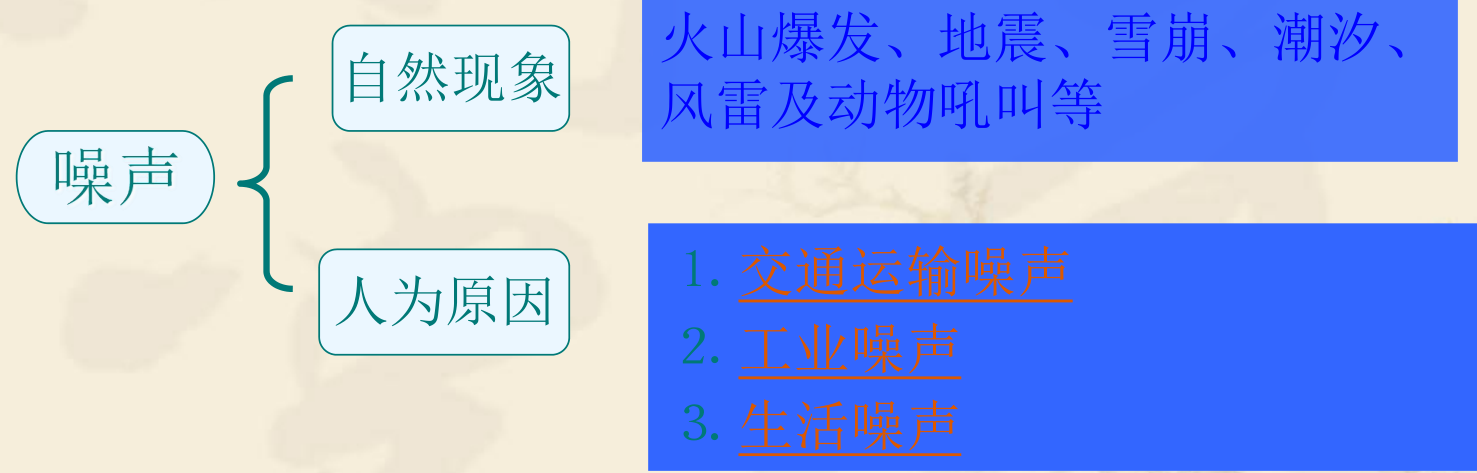 噪声
自然现象
火山爆发、地震、雪崩、潮汐、
风雷及动物吼叫等
人为原因
1. 交通运输噪声
2. 工业噪声
3. 生活噪声